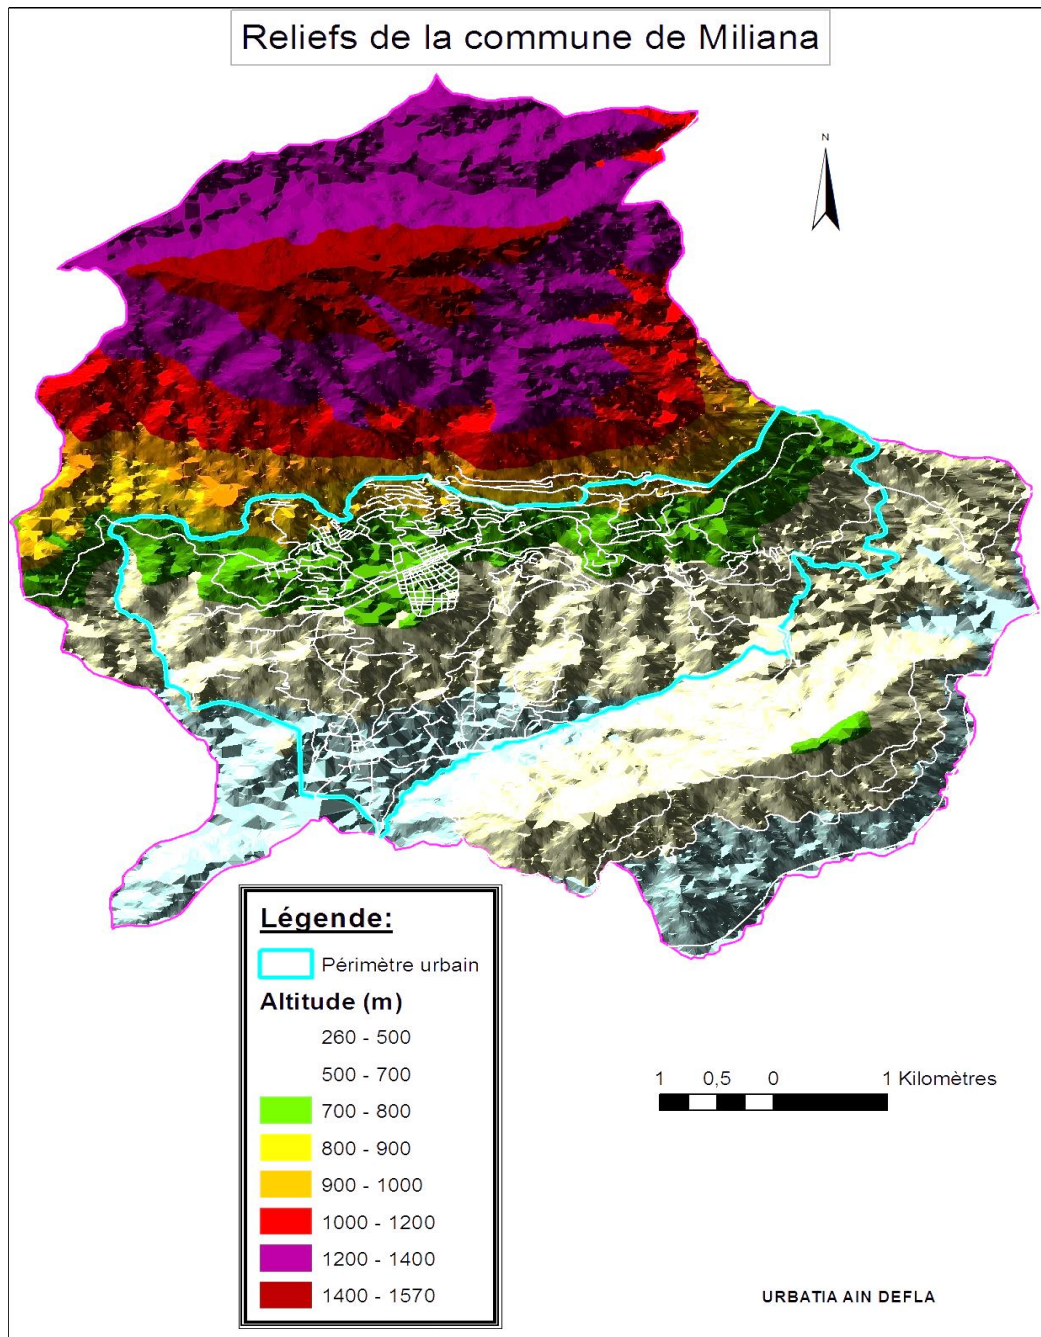 Reliefs de la commune de Miliana
N
Légende:
Périmètre urbain
Altitude (m)
260 - 500
500 - 700
700 - 800
800 - 900
900 - 1000
1000 - 1200
1200 - 1400
1400 - 1570
1 0,5 0 1 Kilomètres
URBATIA AIN DEFLA